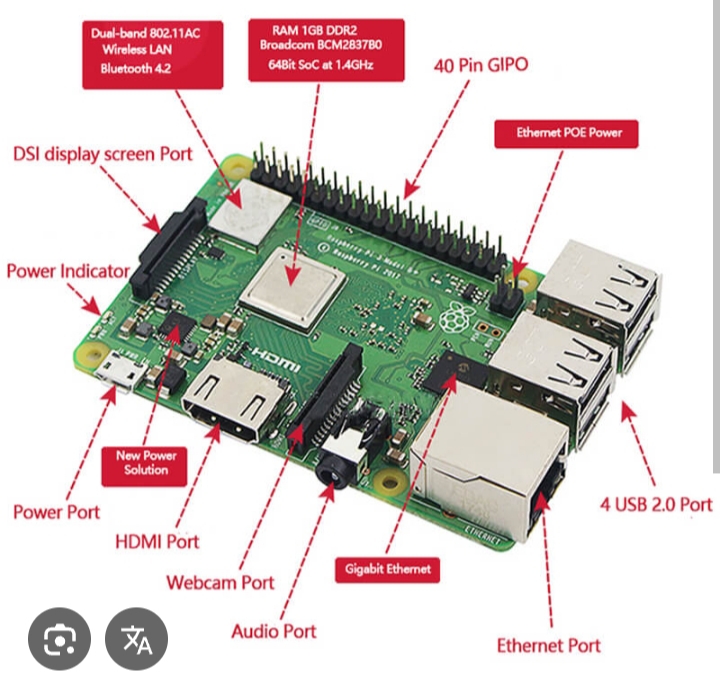 Dual-band 802.11AC
Wireless LAN
Bluetooth 4.2
RAM 1GB DDR2
Broadcom BCM2837B0
64Bit SoC at 1.4GHz
40 Pin GIPO
Ethernet POE Power
DSI display screen Port
Power Indicator
Raspberry Pi 3 Model B+
© Raspberry Pi 2017
HDMI
New Power
Solution
Power Port
HDMI Port
4 USB 2.0 Port
ETHERNET
Webcam Port
Gigabit Ethernet
Audio Port
Ethernet Port